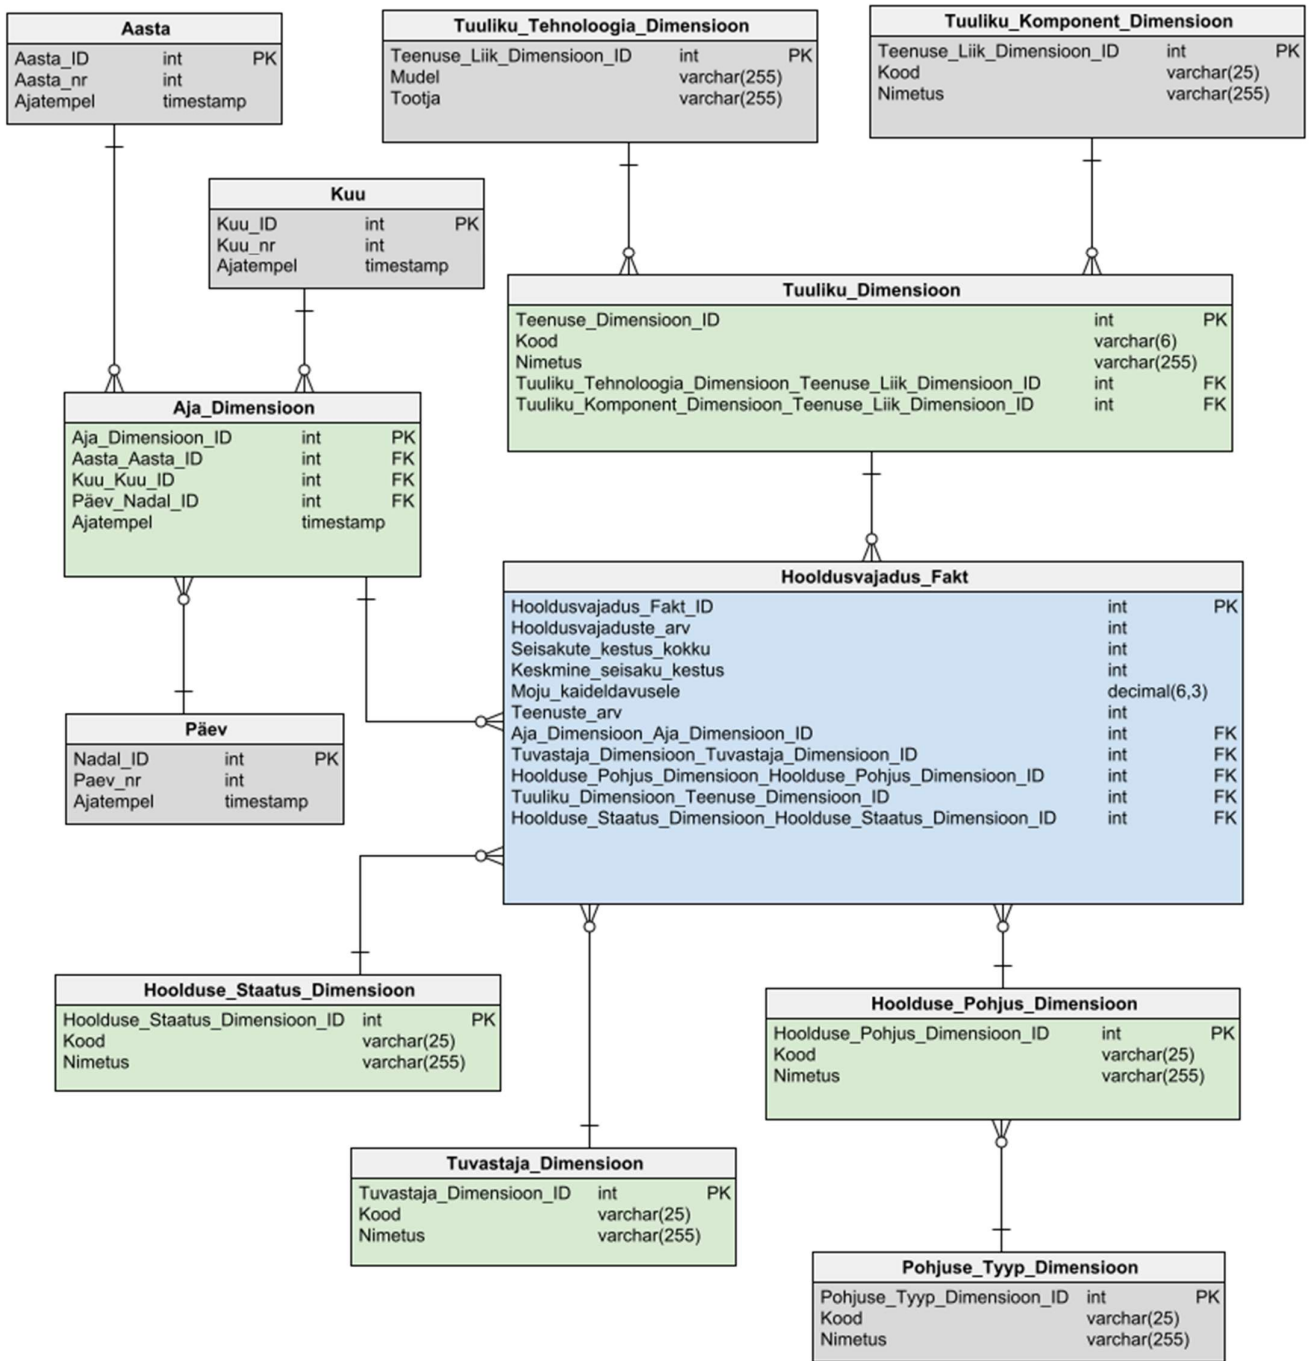 Aasta
Aasta_ID int PK
Aasta_nr int
Ajatempel timestamp
Tuuliku_Tehnoloogia_Dimensioon
Teenuse_Liik_Dimensioon_ID int PK
Mudel varchar(255)
Tootja varchar(255)
Tuuliku_Komponent_Dimensioon
Teenuse_Liik_Dimensioon_ID int PK
Kood varchar(25)
Nimetus varchar(255)
Kuu
Kuu_ID int PK
Kuu_nr int
Ajatempel timestamp
Tuuliku_Dimensioon
Teenuse_Dimensioon_ID int PK
Kood varchar(6)
Nimetus varchar(255)
Tuuliku_Tehnoloogia_Dimensioon_Teenuse_Liik_Dimensioon_ID int FK
Tuuliku_Komponent_Dimensioon_Teenuse_Liik_Dimensioon_ID int FK
Aja_Dimensioon
Aja_Dimensioon_ID int PK
Aasta_Aasta_ID int FK
Kuu_Kuu_ID int FK
Päev_Nadal_ID int FK
Ajatempel timestamp
Hooldusvajadus_Fakt
Hooldusvajadus_Fakt_ID int PK
Hooldusvajaduste_arv int
Seisakute_kestus_kokku int
Keskmine_seisaku_kestus int
Moju_kaideldavusele decimal(6,3)
Teenuste_arv int
Aja_Dimensioon_Aja_Dimensioon_ID int FK
Tuvastaja_Dimensioon_Tuvastaja_Dimensioon_ID int FK
Hoolduse_Pohjus_Dimensioon_Hoolduse_Pohjus_Dimensioon_ID int FK
Tuuliku_Dimensioon_Teenuse_Dimensioon_ID int FK
Hoolduse_Staatus_Dimensioon_Hoolduse_Staatus_Dimensioon_ID int FK
Päev
Nadal_ID int PK
Paev_nr int
Ajatempel timestamp
Hoolduse_Staatus_Dimensioon
Hoolduse_Staatus_Dimensioon_ID int PK
Kood varchar(25)
Nimetus varchar(255)
Hoolduse_Pohjus_Dimensioon
Hoolduse_Pohjus_Dimensioon_ID int PK
Kood varchar(25)
Nimetus varchar(255)
Tuvastaja_Dimensioon
Tuvastaja_Dimensioon_ID int PK
Kood varchar(25)
Nimetus varchar(255)
Pohjuse_Tyyp_Dimensioon
Pohjuse_Tyyp_Dimensioon_ID int PK
Kood varchar(25)
Nimetus varchar(255)